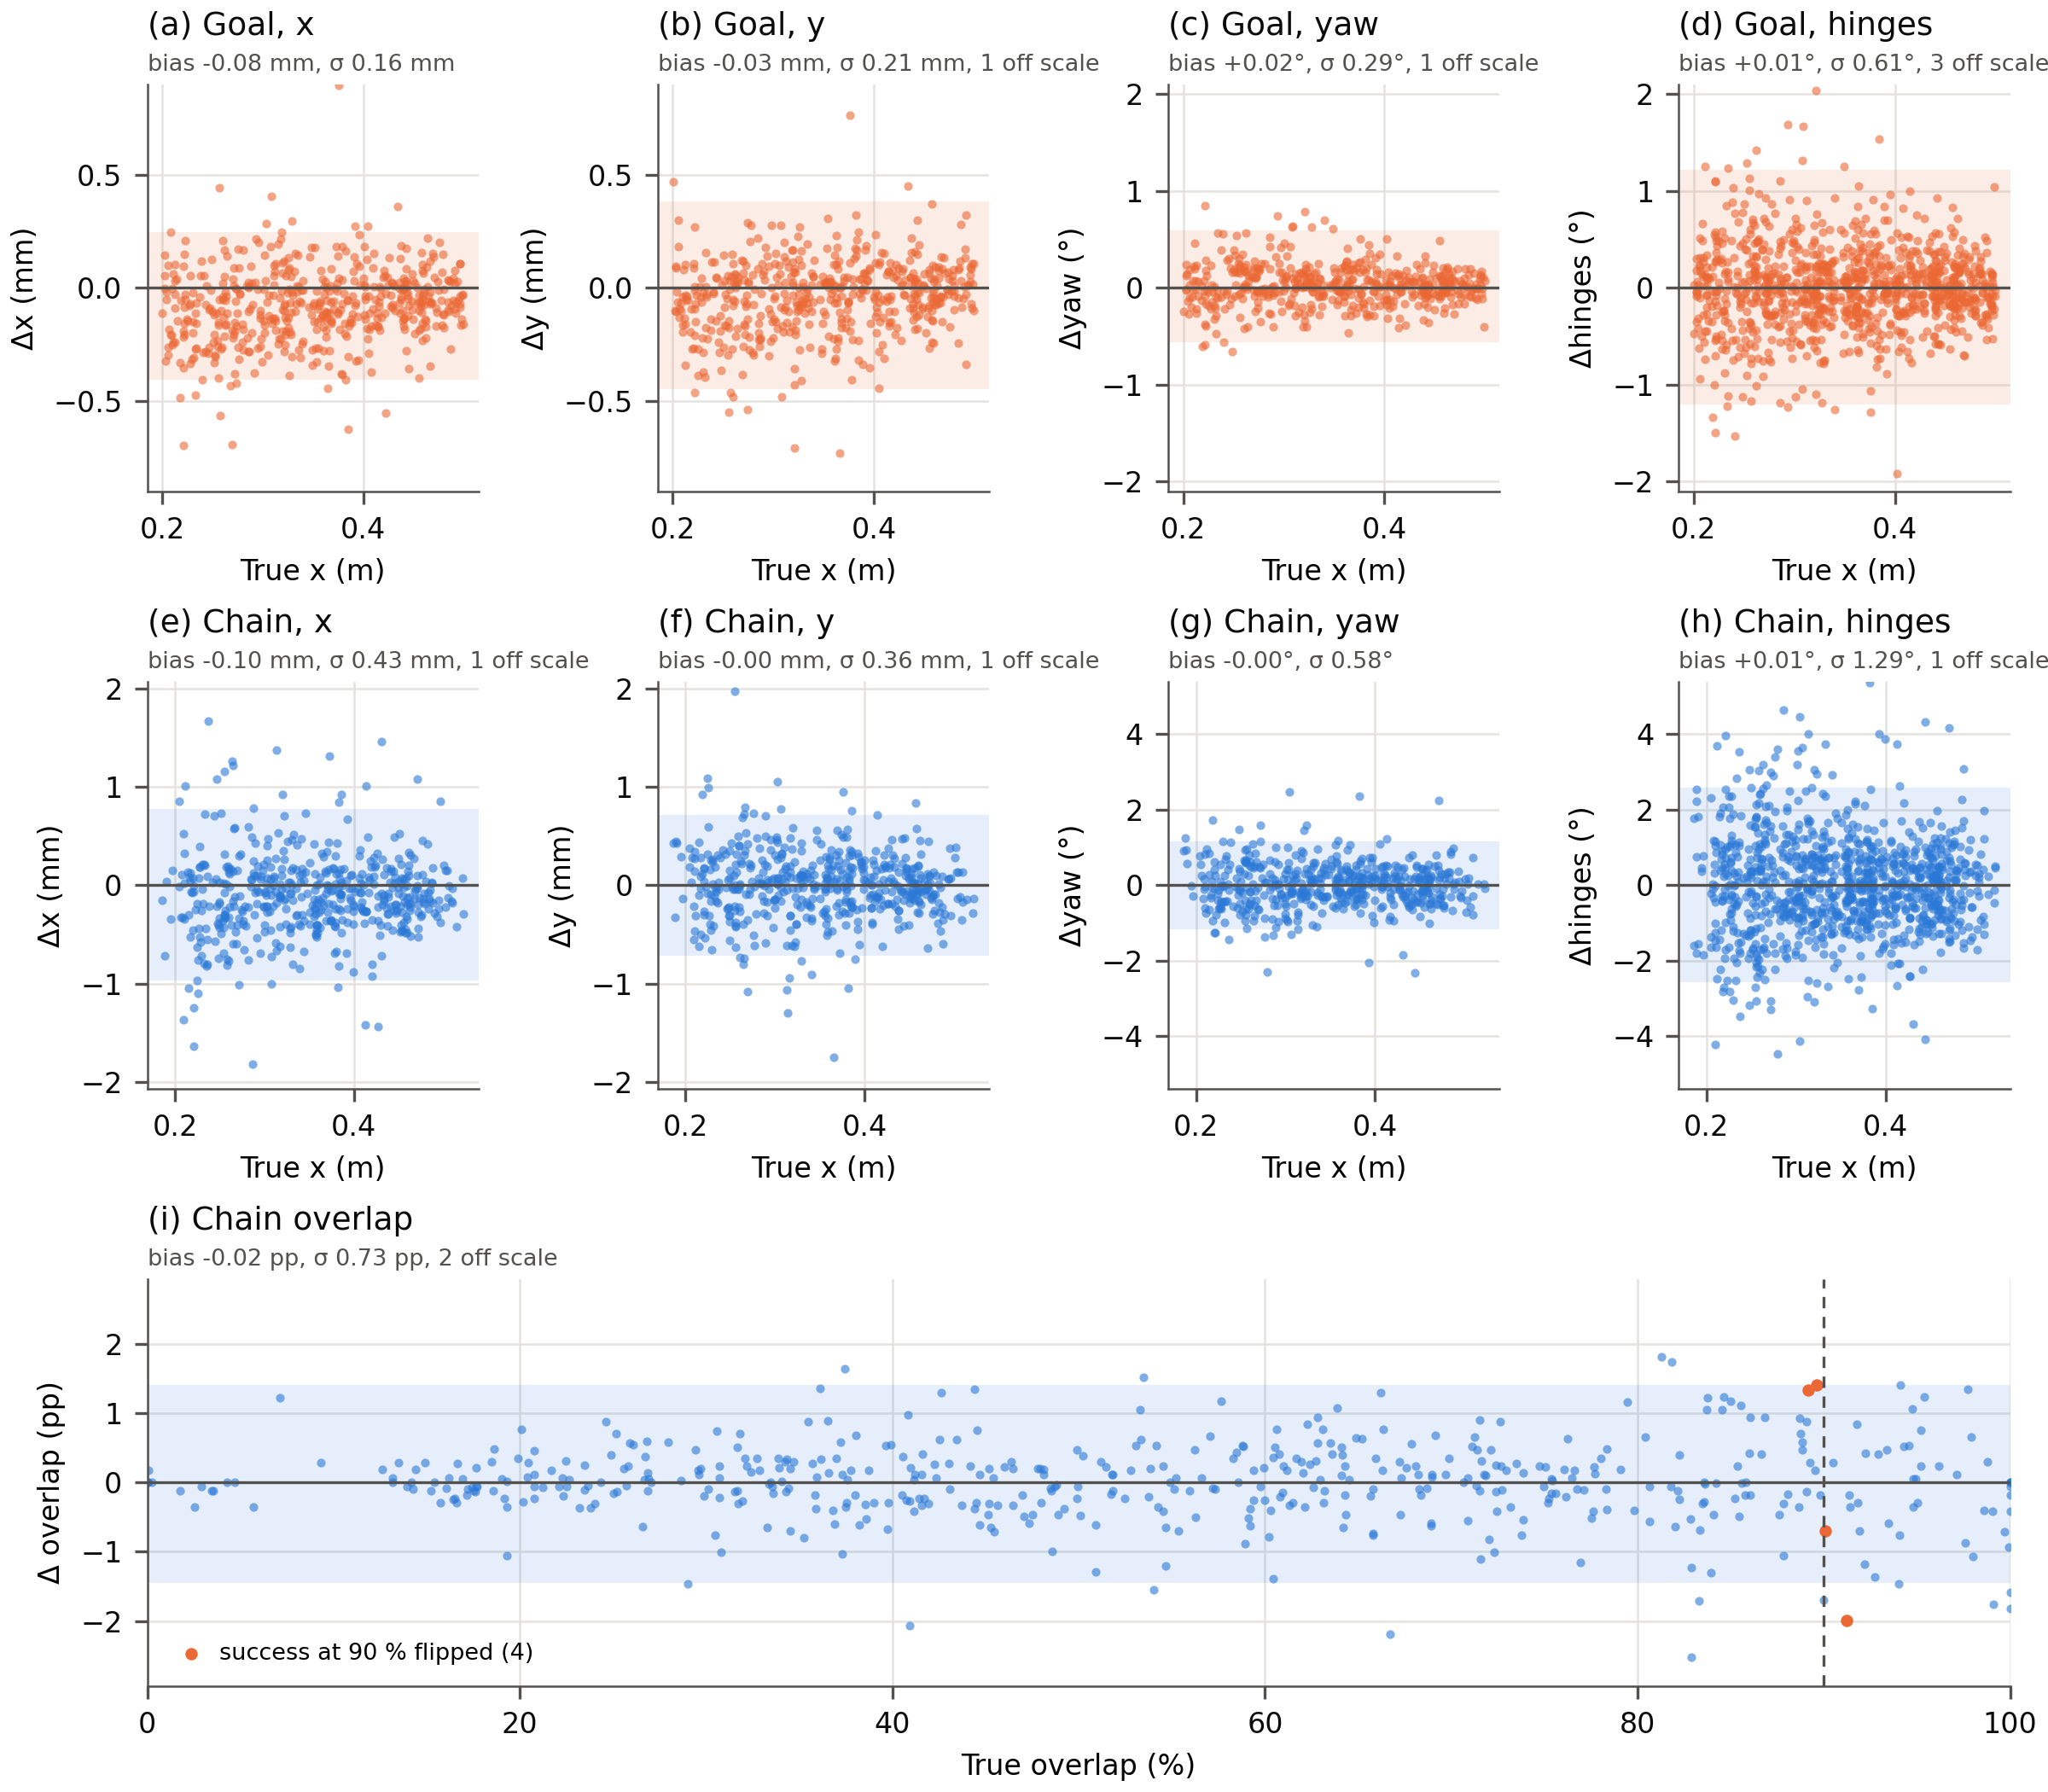 (a) Goal, x
bias -0.08 mm, σ 0.16 mm
0.5
0.0
−0.5
Δx (mm)
0.2
0.4
True x (m)
(b) Goal, y
bias -0.03 mm, σ 0.21 mm, 1 off scale
0.5
0.0
−0.5
Δy (mm)
0.2
0.4
True x (m)
(c) Goal, yaw
bias +0.02°, σ 0.29°, 1 off scale
2
1
0
−1
−2
Δyaw (°)
0.2
0.4
True x (m)
(d) Goal, hinges
bias +0.01°, σ 0.61°, 3 off scale
2
1
0
−1
−2
Δhinges (°)
0.2
0.4
True x (m)
(e) Chain, x
bias -0.10 mm, σ 0.43 mm, 1 off scale
2
1
0
−1
−2
Δx (mm)
0.2
0.4
True x (m)
(f) Chain, y
bias -0.00 mm, σ 0.36 mm, 1 off scale
2
1
0
−1
−2
Δy (mm)
0.2
0.4
True x (m)
(g) Chain, yaw
bias -0.00°, σ 0.58°
4
2
0
−2
−4
Δyaw (°)
0.2
0.4
True x (m)
(h) Chain, hinges
bias +0.01°, σ 1.29°, 1 off scale
4
2
0
−2
−4
Δhinges (°)
0.2
0.4
True x (m)
(i) Chain overlap
bias -0.02 pp, σ 0.73 pp, 2 off scale
2
1
0
−1
−2
Δ overlap (pp)
success at 90 % flipped (4)
0
20
40
60
80
100
True overlap (%)